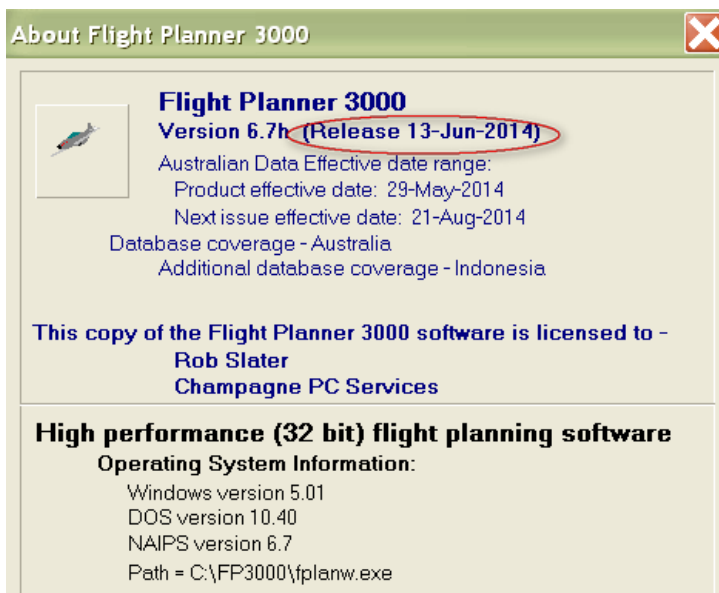 About Flight Planner 3000
Flight Planner 3000
Version 6.7h (Release 13-Jun-2014)
Australian Data Effective date range:
Product effective date: 29-May-2014
Next issue effective date: 21-Aug-2014
Database coverage - Australia
Additional database coverage - Indonesia
This copy of the Flight Planner 3000 software is licensed to -
Rob Slater
Champagne PC Services
High performance (32 bit) flight planning software
Operating System Information:
Windows version 5.01
DOS version 10.40
NAIPS version 6.7
Path = C:\FP3000\fplanw.exe